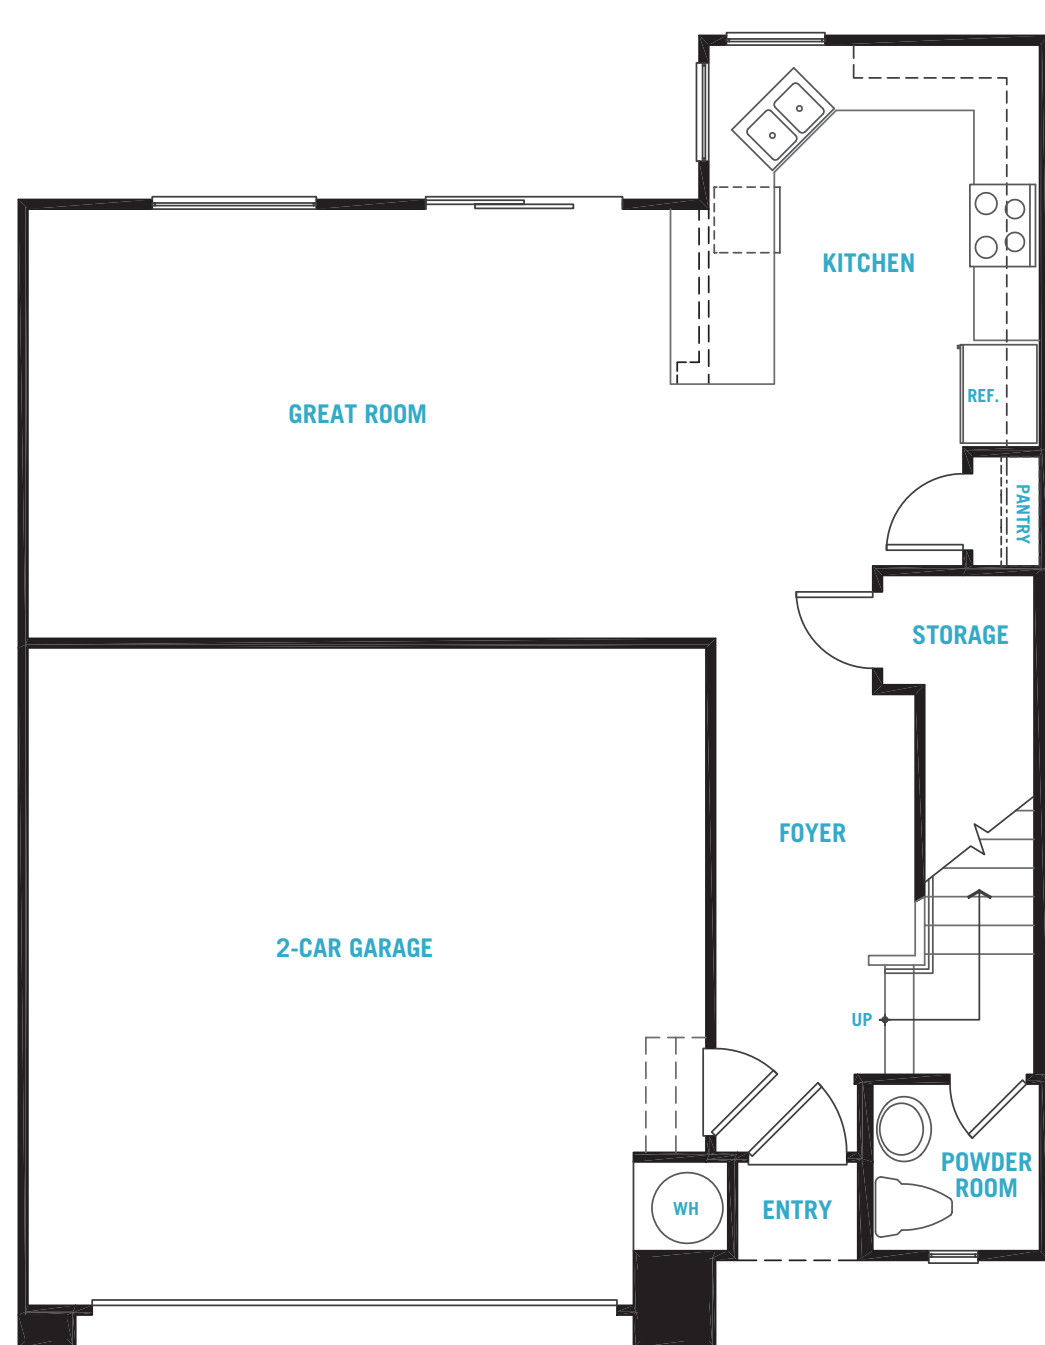 KITCHEN
REF.
GREAT ROOM
PANTRY
STORAGE
FOYER
2-CAR GARAGE
UP
POWDER
ROOM
WH
ENTRY